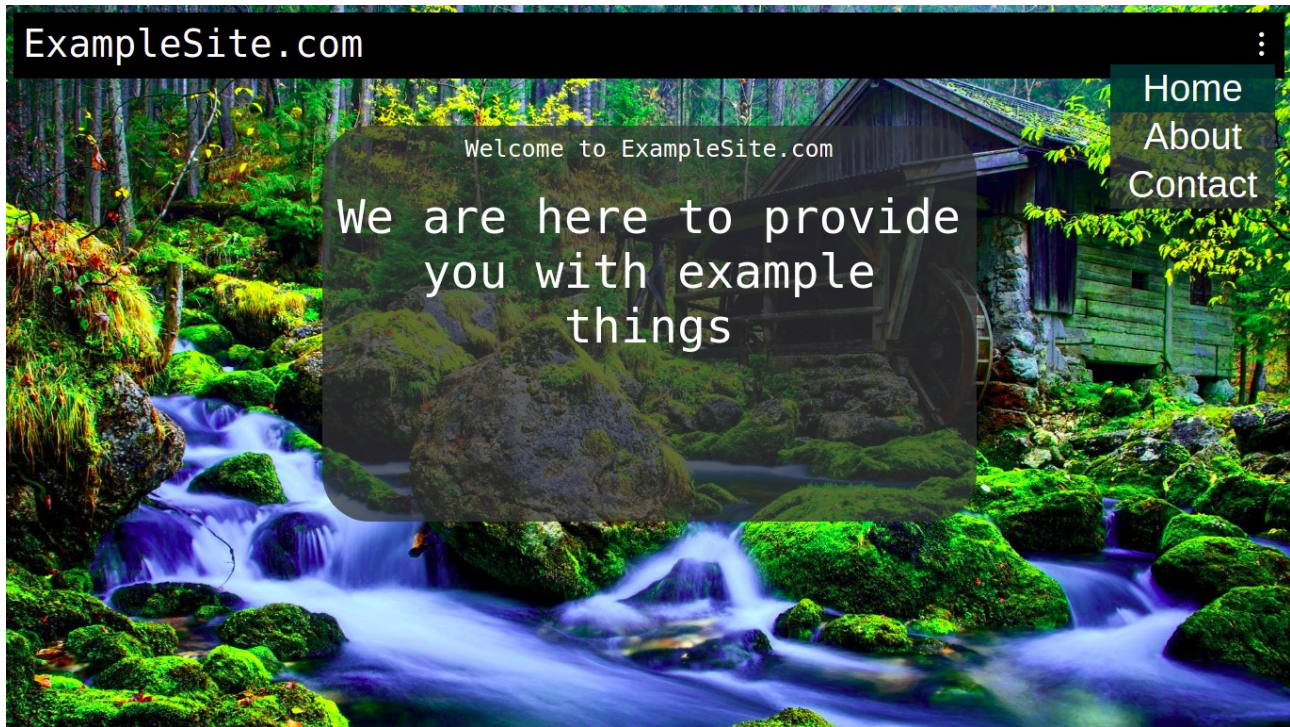 ExampleSite.com
Home
About
Contact
Welcome to ExampleSite.com
We are here to provide
you with example
things